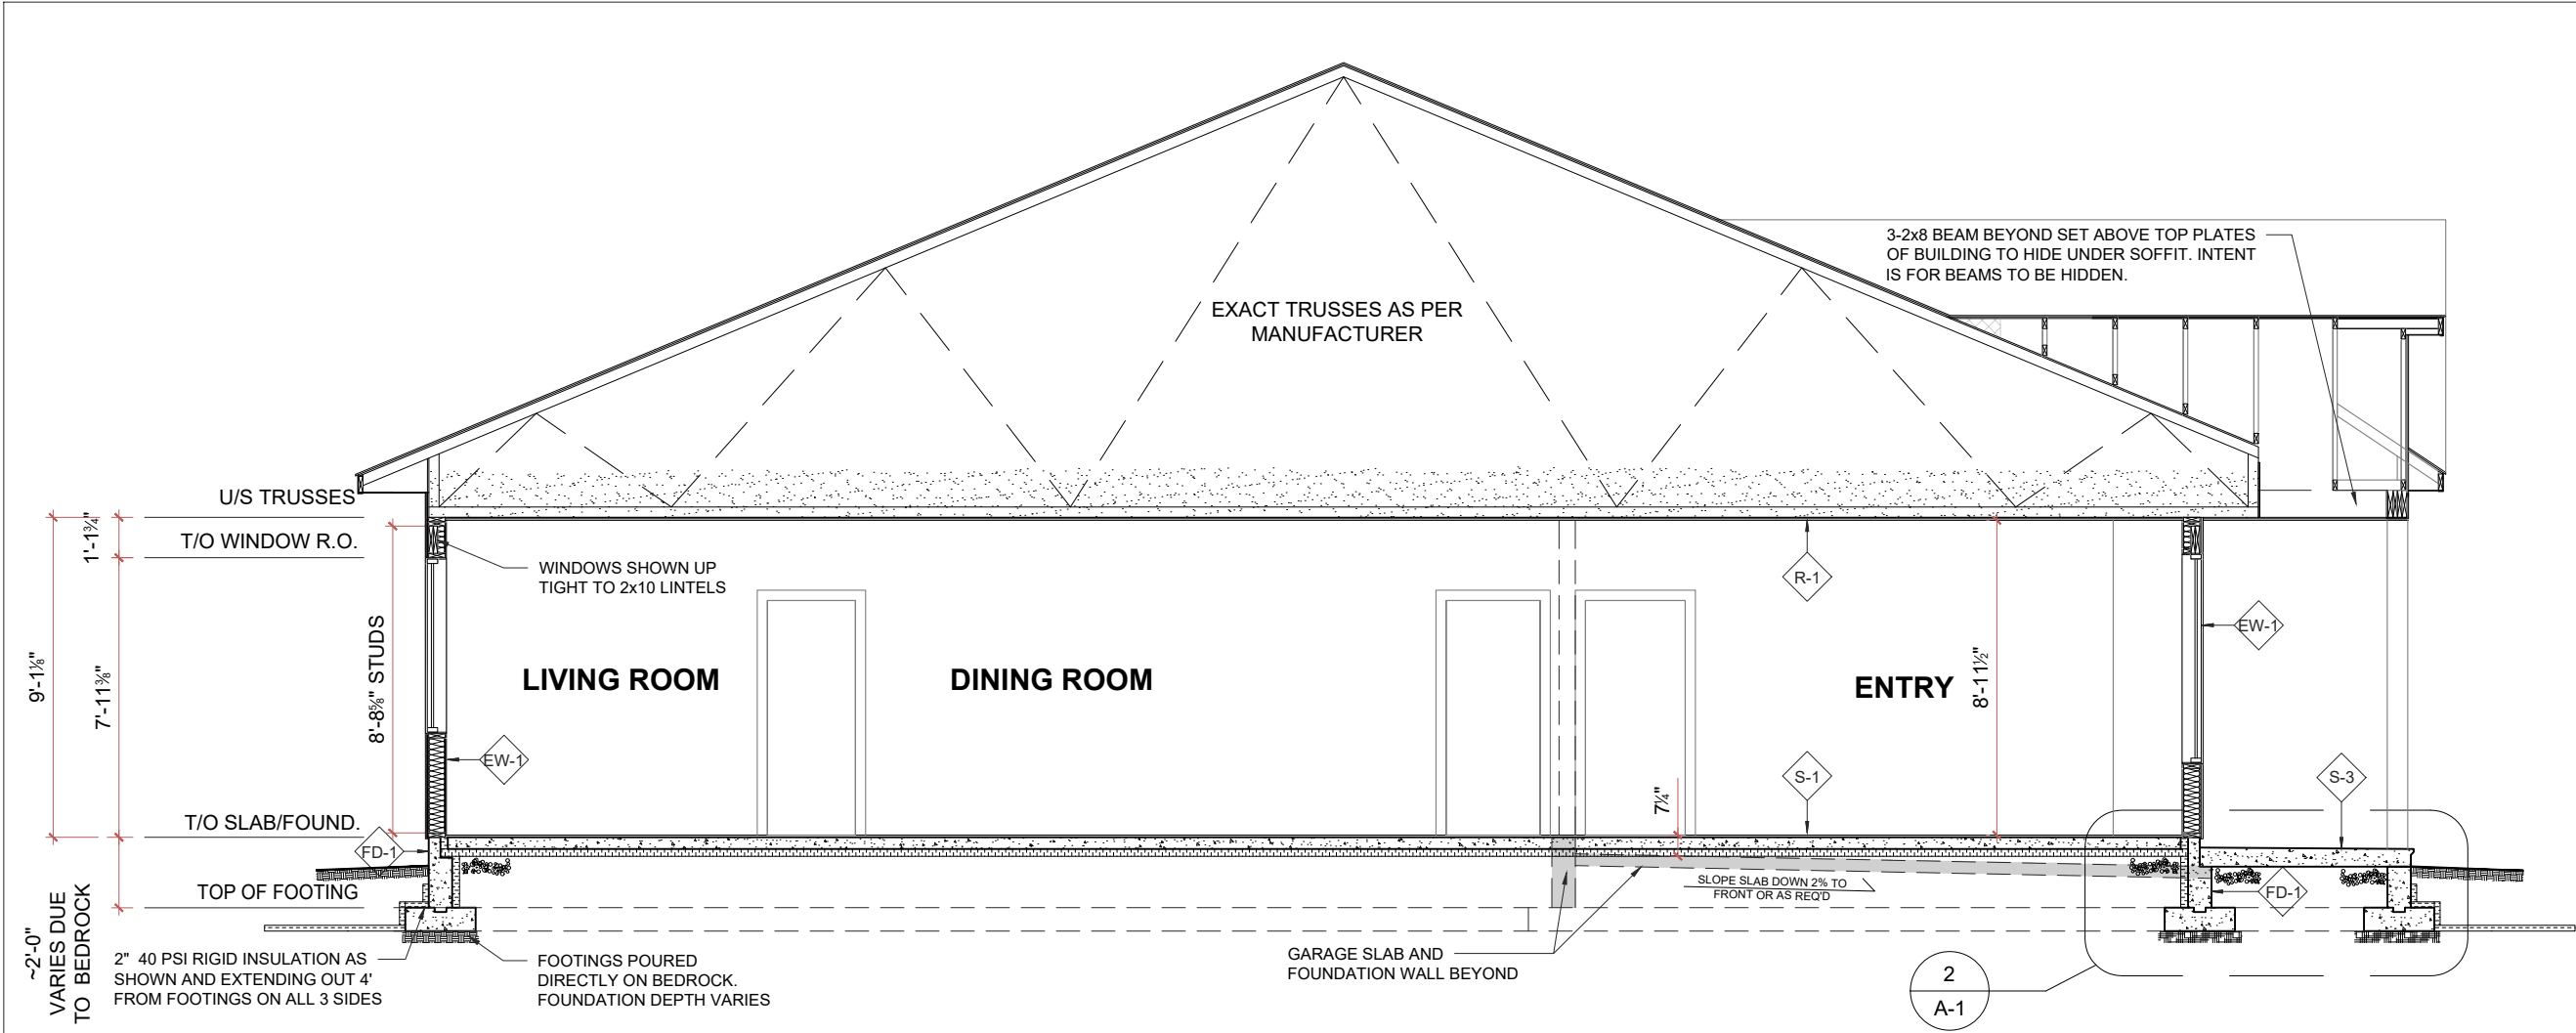 3-2x8 BEAM BEYOND SET ABOVE TOP PLATES
OF BUILDING TO HIDE UNDER SOFFIT. INTENT
IS FOR BEAMS TO BE HIDDEN.
EXACT TRUSSES AS PER
MANUFACTURER
U/S TRUSSES
1'-1¾"
T/O WINDOW R.O.
WINDOWS SHOWN UP
TIGHT TO 2x10 LINTELS
R-1
EW-1
9'-1⅛"
7'-11⅜"
8'-8⅝" STUDS
LIVING ROOM
DINING ROOM
ENTRY
8'-11½"
EW-1
S-1
S-3
7¼"
T/O SLAB/FOUND.
FD-1
TOP OF FOOTING
SLOPE SLAB DOWN 2% TO
FRONT OR AS REQ'D
FD-1
~2'-0"
VARIES DUE
TO BEDROCK
2" 40 PSI RIGID INSULATION AS
SHOWN AND EXTENDING OUT 4'
FROM FOOTINGS ON ALL 3 SIDES
FOOTINGS POURED
DIRECTLY ON BEDROCK.
FOUNDATION DEPTH VARIES
GARAGE SLAB AND
FOUNDATION WALL BEYOND
2
A-1